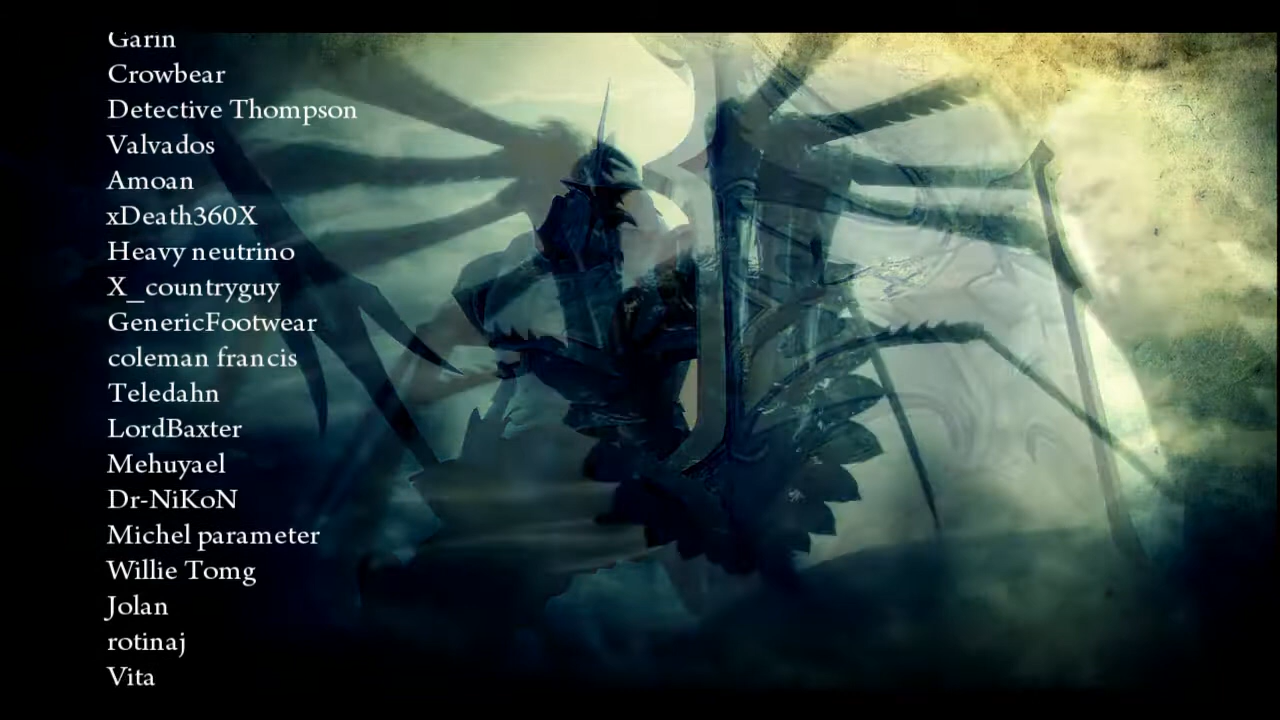 Garin
Crowbear
Detective Thompson
Valvados
Amoan
xDeath360X
Heavy neutrino
X_countryguy
GenericFootwear
coleman francis
Teledahn
LordBaxter
Mehuyael
Dr-NiKoN
Michel parameter
Willie Tomg
Jolan
rotinaj
Vita